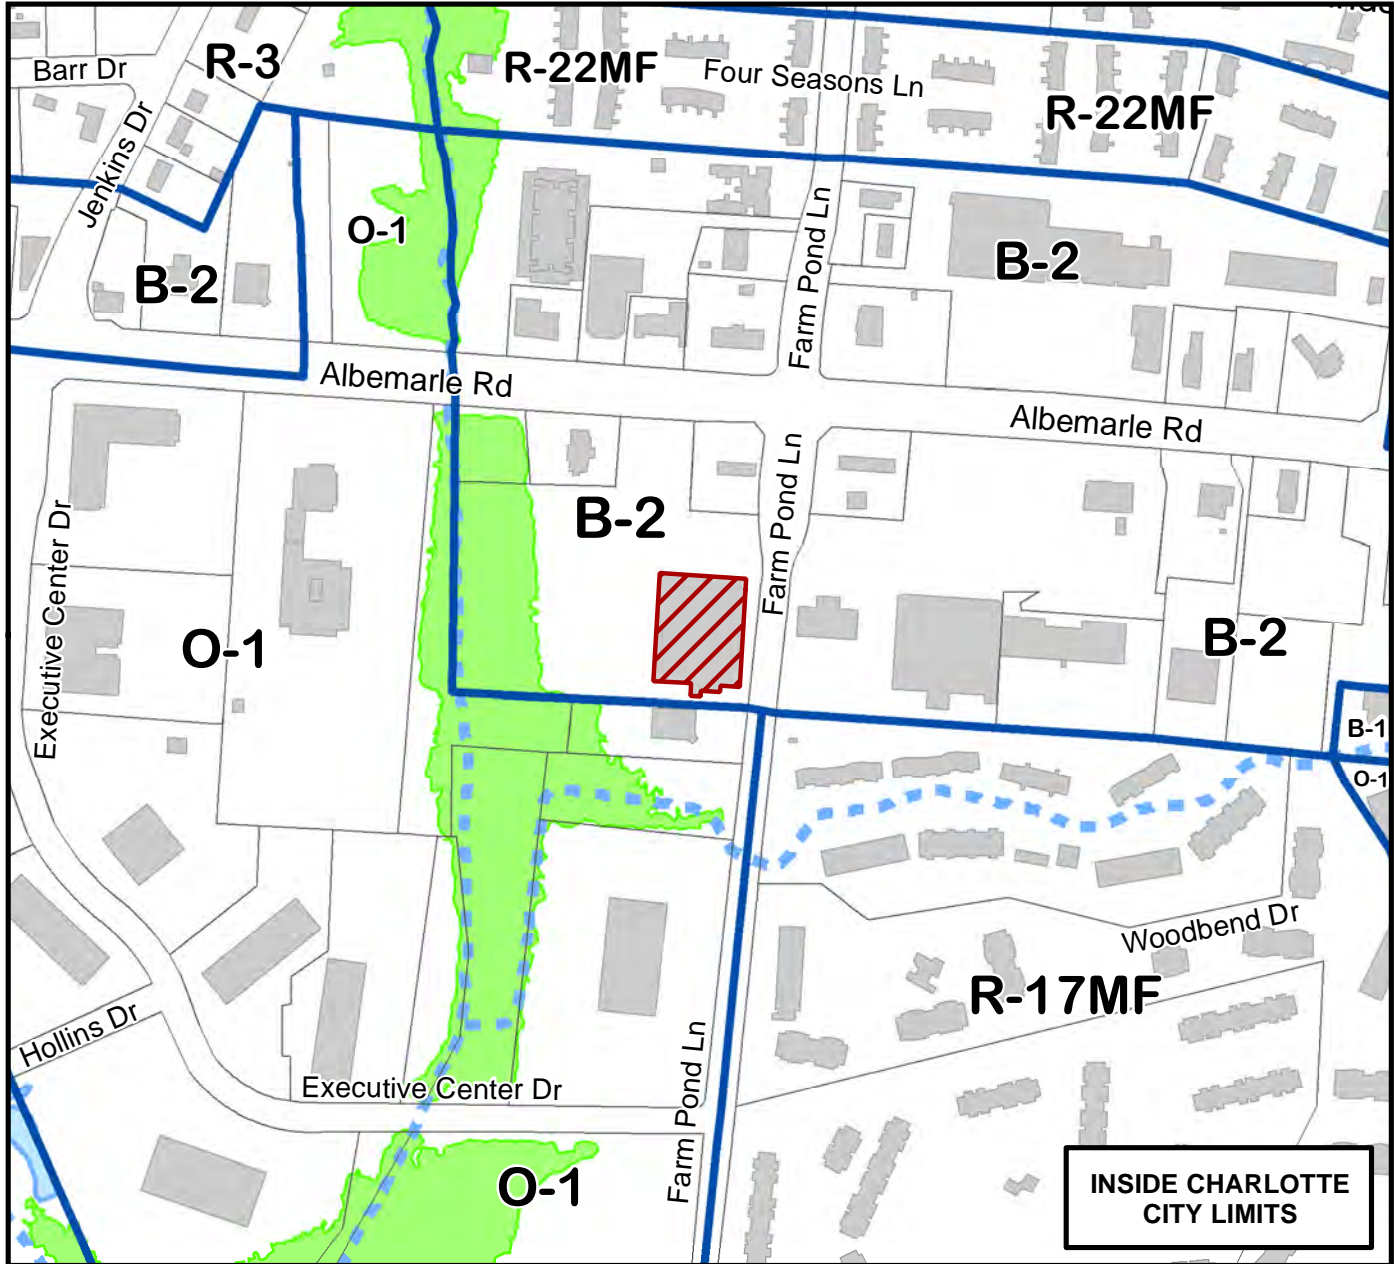 R-3
R-22MF
Barr Dr
Four Seasons Ln
R-22MF
Jenkins Dr
O-1
B-2
Farm Pond Ln
B-2
Albemarle Rd
Albemarle Rd
Farm Pond Ln
B-2
Executive Center Dr
O-1
B-2
B-1
O-1
Woodbend Dr
R-17MF
Hollins Dr
Executive Center Dr
Farm Pond Ln
O-1
INSIDE CHARLOTTE
CITY LIMITS